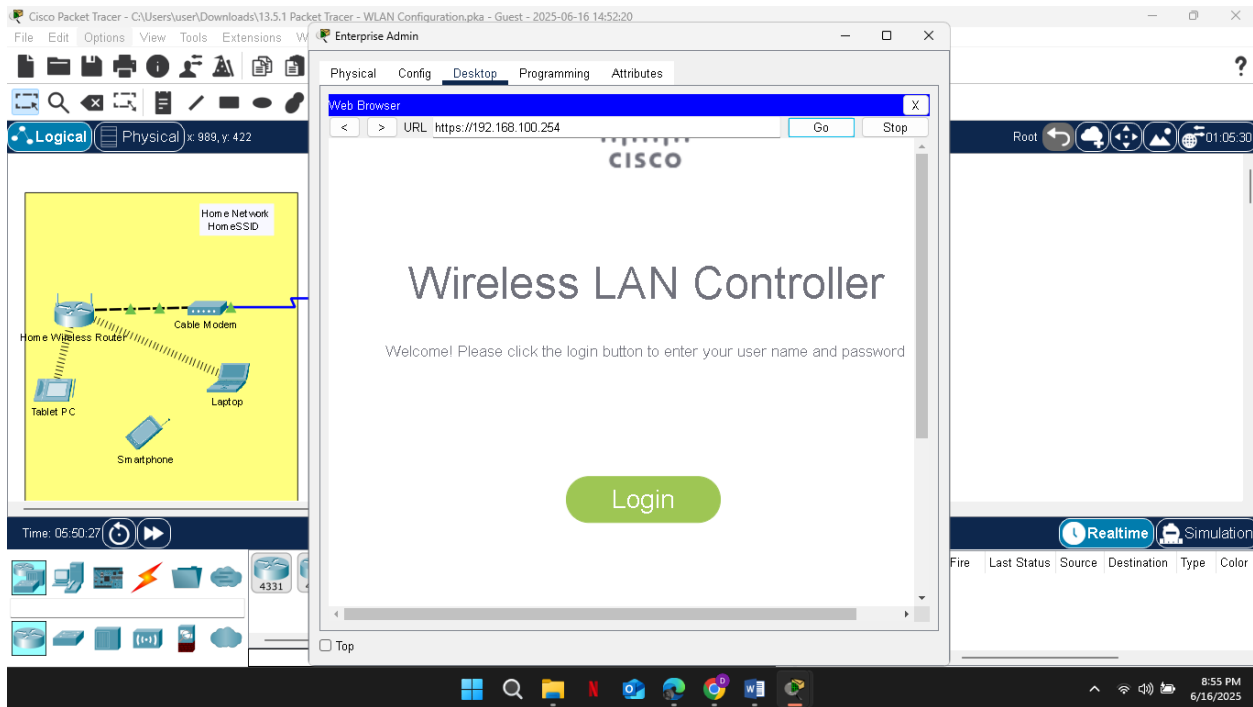 Cisco Packet Tracer - C:\Users\user\Downloads\13.5.1 Packet Tracer - WLAN Configuration.pka - Guest - 2025-06-16 14:52:20
File Edit Options View Tools Extensions W
Enterprise Admin
Physical Config Desktop Programming Attributes
?
Web Browser X
< > URL https://192.168.100.254 Go Stop
Logical Physical x: 989, y: 422
Root 01:05:30
CISCO
Wireless LAN Controller
Welcome! Please click the login button to enter your user name and password
Login
Home Network
HomeSSID
Cable Modem
Home Wireless Router
Laptop
Tablet PC
Smartphone
Time: 05:50:27
Realtime Simulation
4331
Fire Last Status Source Destination Type Color
Top
8:55 PM
6/16/2025